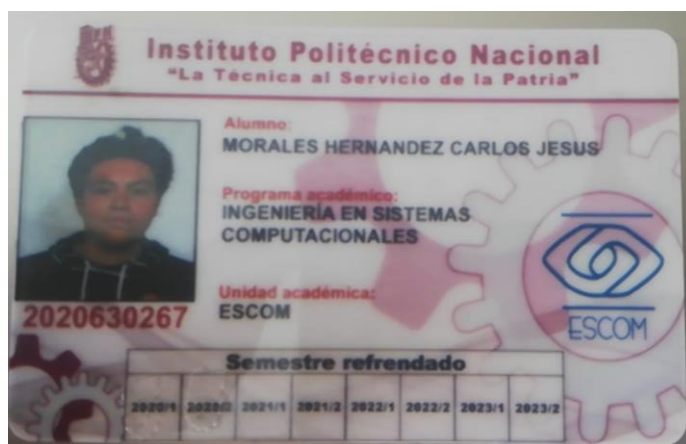 Instituto Politécnico Nacional
"La Técnica al Servicio de la Patria"
Alumno:
MORALES HERNANDEZ CARLOS JESUS
Programa académico:
INGENIERÍA EN SISTEMAS
COMPUTACIONALES
Unidad académica:
ESCOM
2020630267
ESCOM
Semestre refrendado
2020/1 2020/2 2021/1 2021/2 2022/1 2022/2 2023/1 2023/2